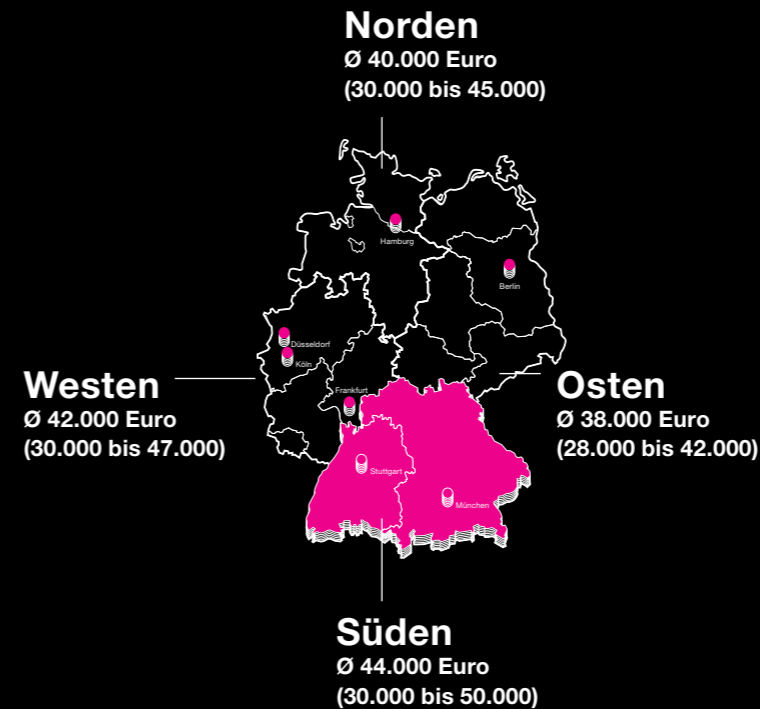 Norden
Ø 40.000 Euro
(30.000 bis 45.000)
Hamburg
Berlin
Düsseldorf
Köln
Frankfurt
Westen
Ø 42.000 Euro
(30.000 bis 47.000)
Osten
Ø 38.000 Euro
(28.000 bis 42.000)
Stuttgart
München
Süden
Ø 44.000 Euro
(30.000 bis 50.000)